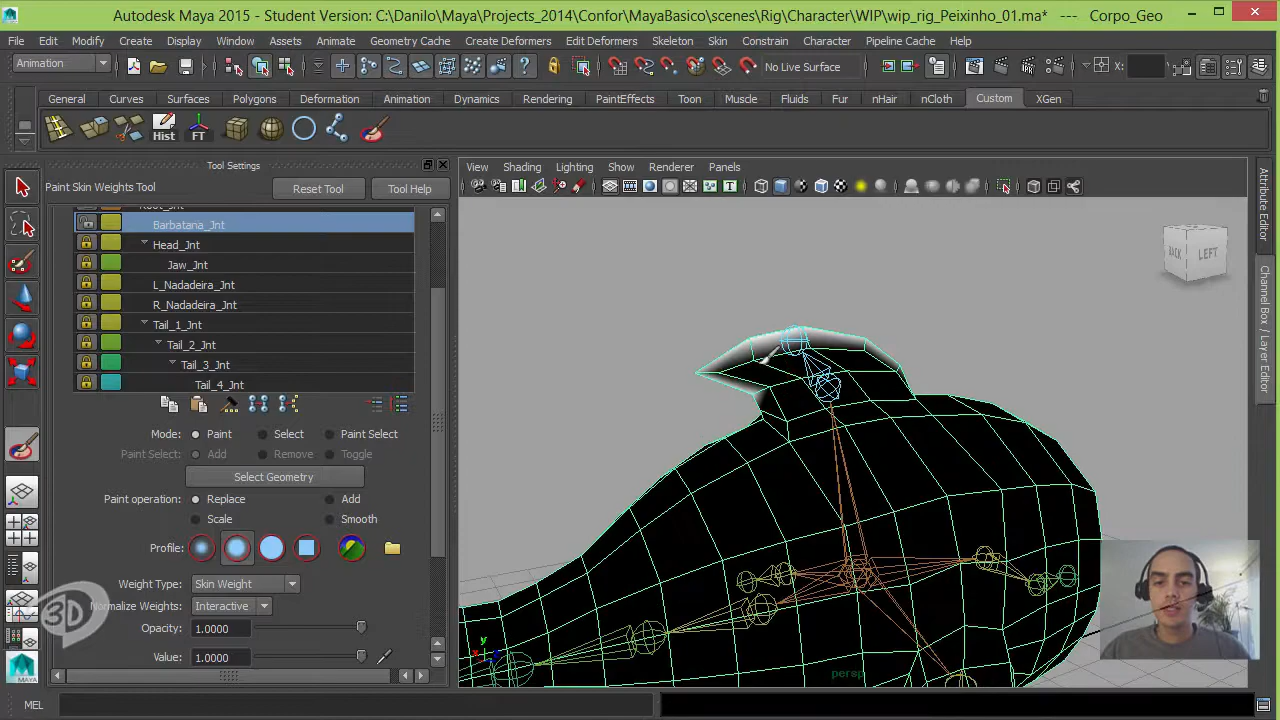 Autodesk Maya 2015 - Student Version: C:\Danilo\Maya\Projects_2014\Confor\MayaBasico\scenes\Rig\Character\WIP\wip_rig_Peixinho_01.ma* --- Corpo_Geo
File Edit Modify Create Display Window Assets Animate Geometry Cache Create Deformers Edit Deformers Skeleton Skin Constrain Character Pipeline Cache Help
Animation
No Live Surface
X:
General Curves Surfaces Polygons Deformation Animation Dynamics Rendering PaintEffects Toon Muscle Fluids Fur nHair nCloth Custom XGen
Hist FT
Tool Settings
Paint Skin Weights Tool Reset Tool Tool Help
Root_Jnt
Barbatana_Jnt
Head_Jnt
Jaw_Jnt
L_Nadadeira_Jnt
R_Nadadeira_Jnt
Tail_1_Jnt
Tail_2_Jnt
Tail_3_Jnt
Tail_4_Jnt
Mode: Paint Select Paint Select
Paint Select: Add Remove Toggle
Select Geometry
Paint operation: Replace Add
Scale Smooth
Profile:
Weight Type: Skin Weight
Normalize Weights: Interactive
Opacity: 1.0000
Value: 1.0000
View Shading Lighting Show Renderer Panels
BACK LEFT
y
x
persp
Attribute Editor
Channel Box / Layer Editor
3D
MEL